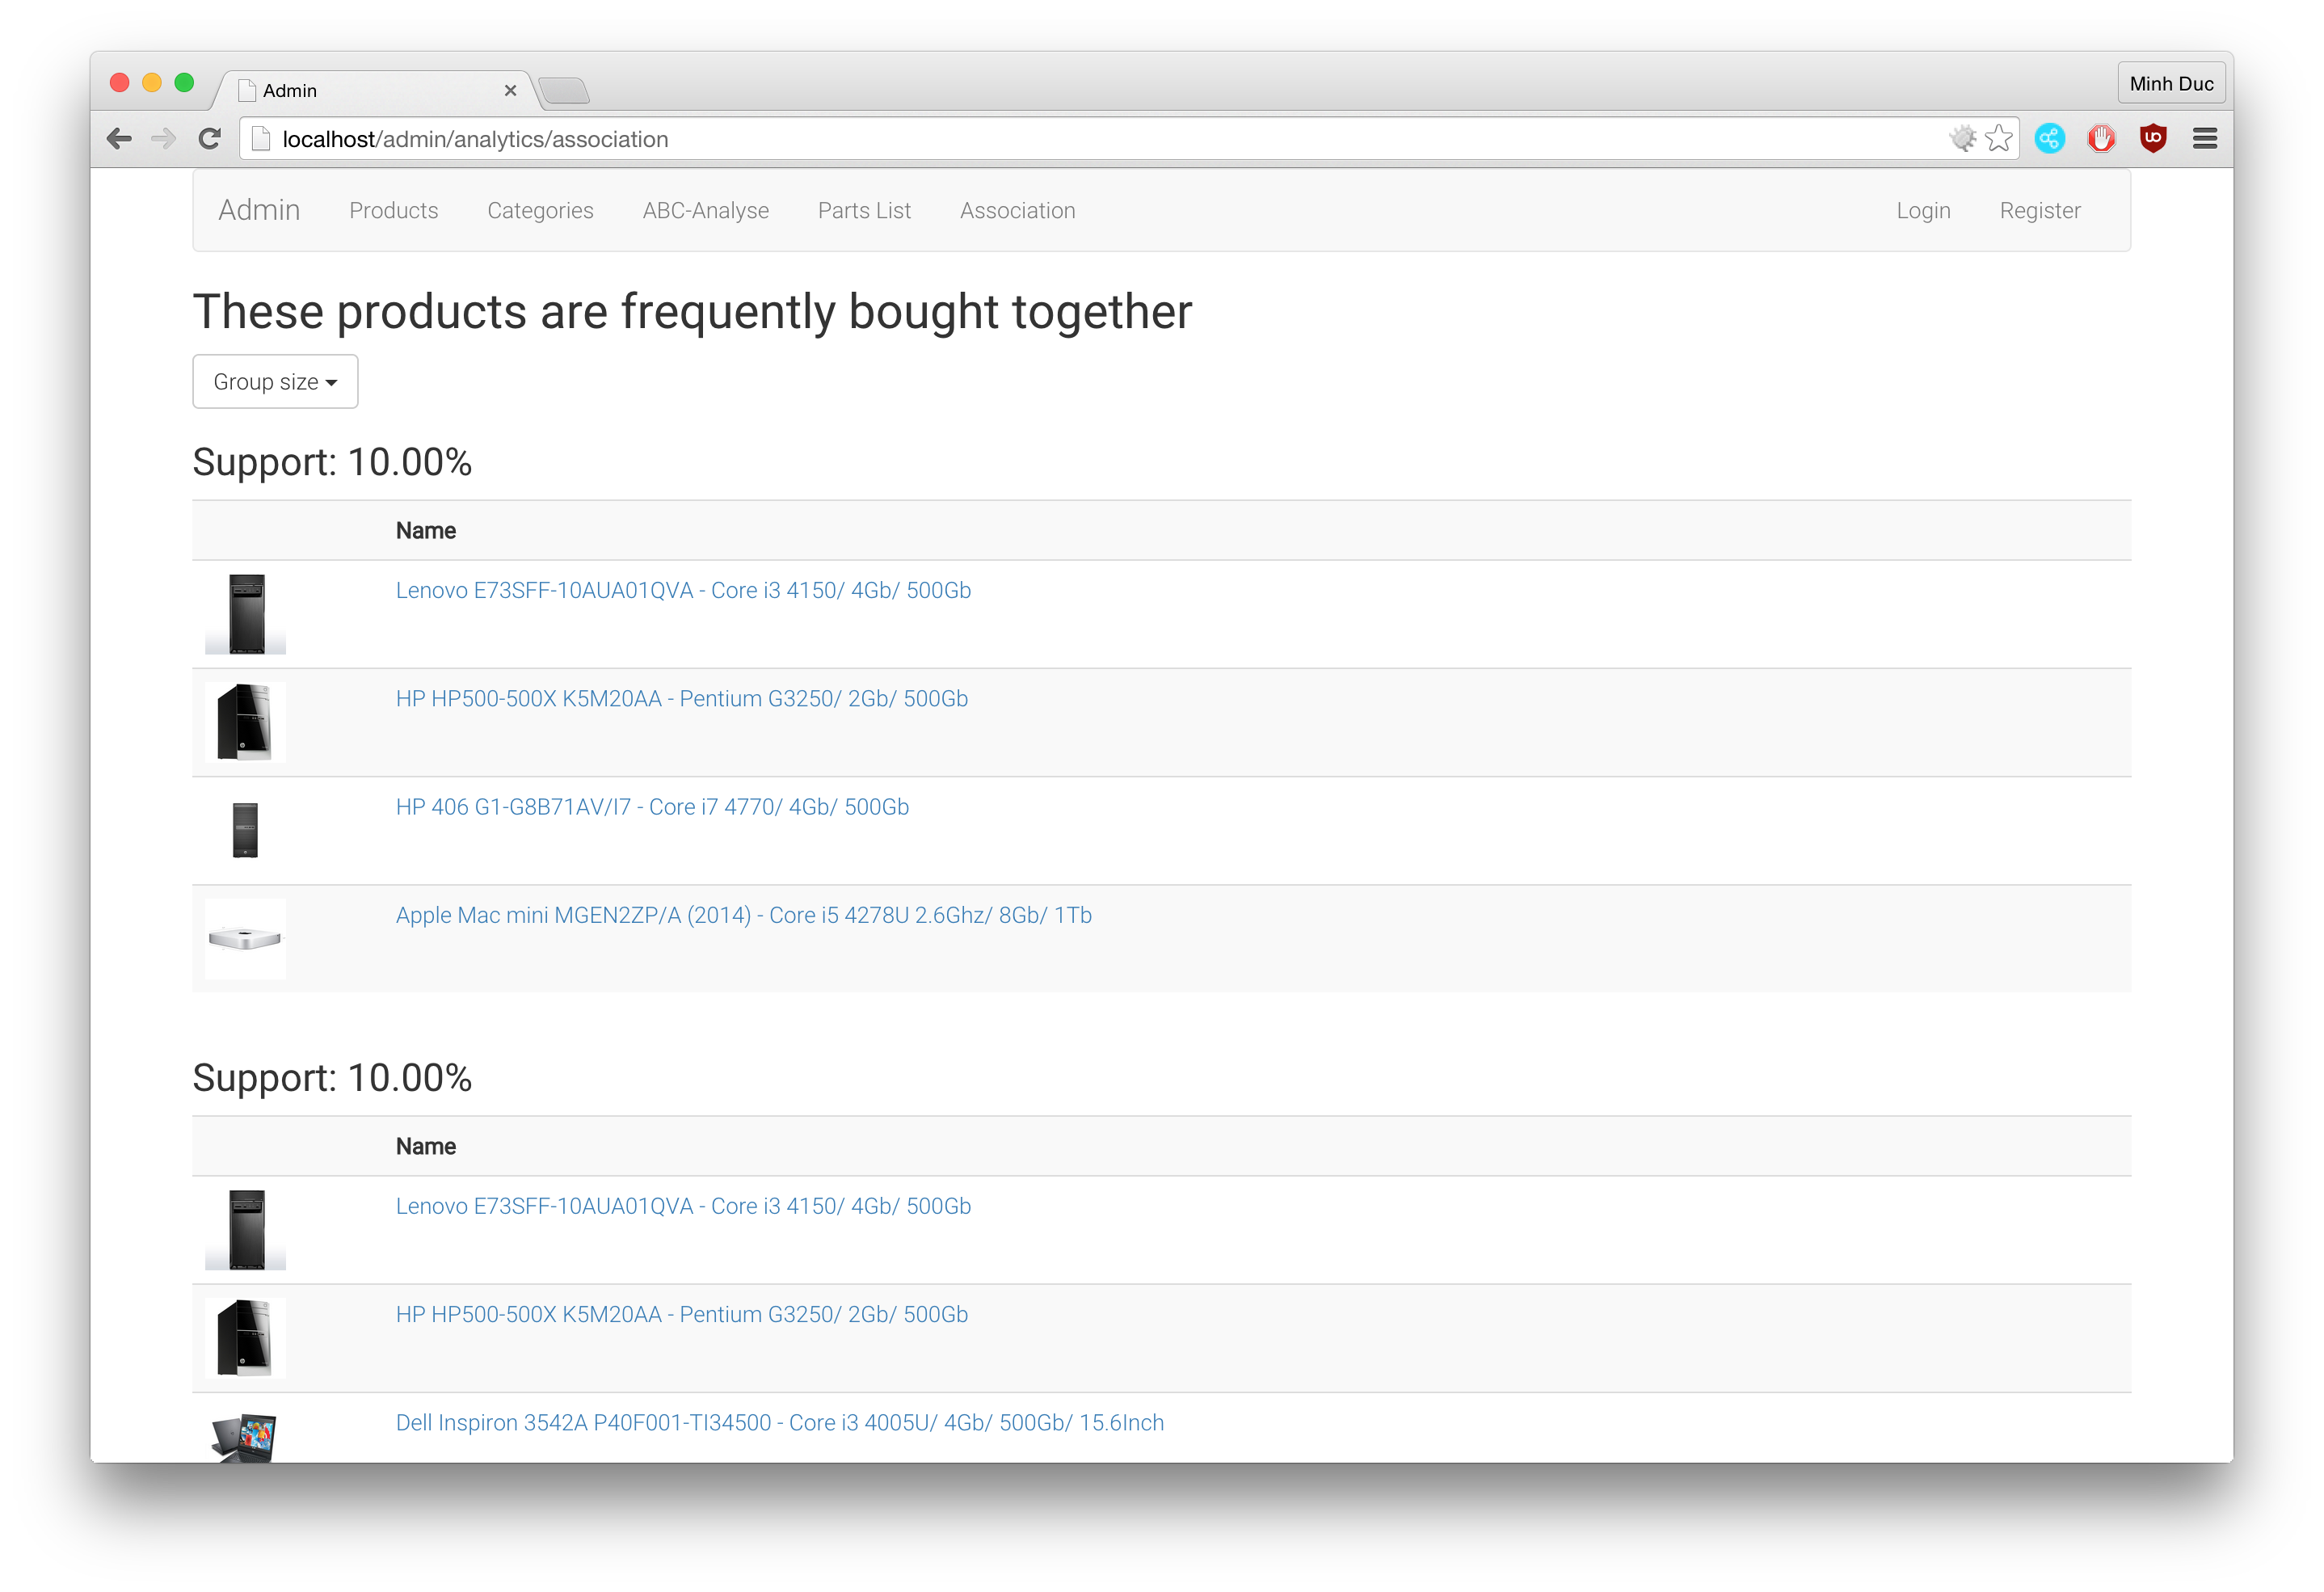 Admin
Minh Duc
localhost/admin/analytics/association
Admin Products Categories ABC-Analyse Parts List Association Login Register
These products are frequently bought together
Group size
Support: 10.00%
Name
Lenovo E73SFF-10AUA01QVA - Core i3 4150/ 4Gb/ 500Gb
HP HP500-500X K5M20AA - Pentium G3250/ 2Gb/ 500Gb
HP 406 G1-G8B71AV/I7 - Core i7 4770/ 4Gb/ 500Gb
Apple Mac mini MGEN2ZP/A (2014) - Core i5 4278U 2.6Ghz/ 8Gb/ 1Tb
Support: 10.00%
Name
Lenovo E73SFF-10AUA01QVA - Core i3 4150/ 4Gb/ 500Gb
HP HP500-500X K5M20AA - Pentium G3250/ 2Gb/ 500Gb
Dell Inspiron 3542A P40F001-TI34500 - Core i3 4005U/ 4Gb/ 500Gb/ 15.6Inch